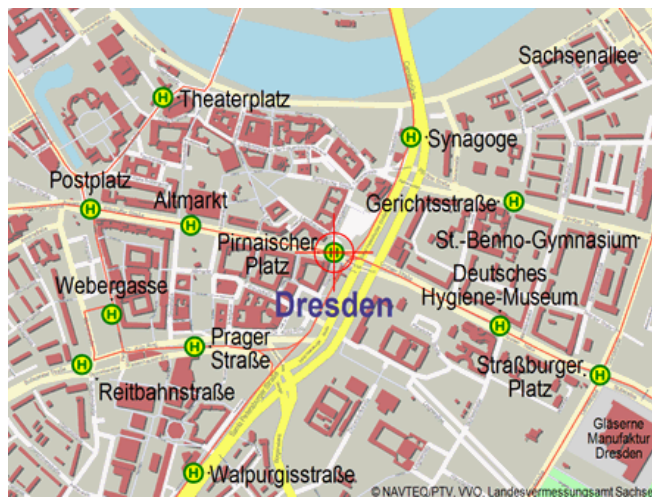 Sachsenallee
Theaterplatz
Synagoge
Postplatz
Altmarkt
Gerichtsstraße
Pirnaischer
Platz
St.-Benno-Gymnasium
Deutsches
Hygiene-Museum
Webergasse
Dresden
Prager
Straße
Straßburger
Platz
Reitbahnstraße
Gläserne
Manufaktur
Dresden
Walpurgisstraße
© NAVTEQ/PTV, VVO, Landesvermessungsamt Sachse
H
H
H
H
H
H
H
H
H
H
H